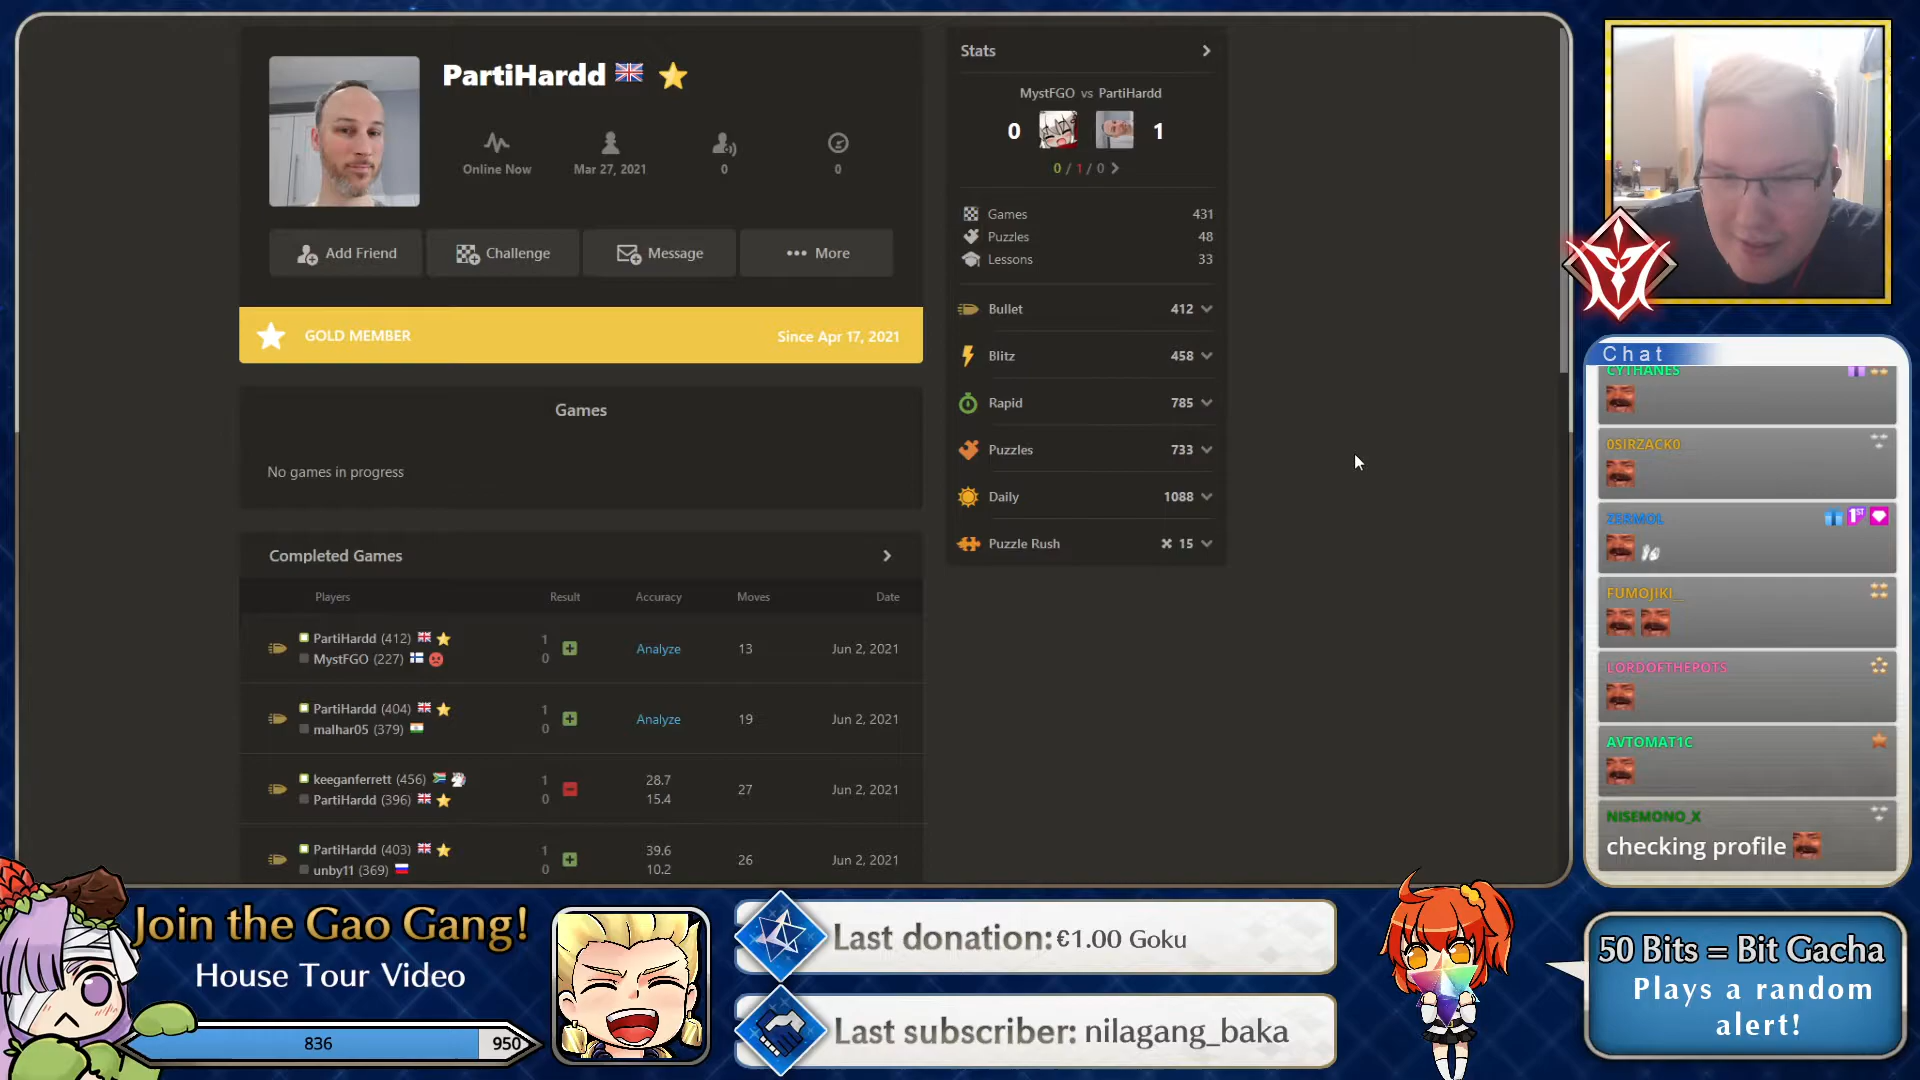 PartiHardd
Online Now
Mar 27, 2021
0
0
Add Friend
Challenge
Message
More
GOLD MEMBER
Since Apr 17, 2021
Games
No games in progress
Completed Games
Players Result Accuracy Moves Date
PartiHardd (412) 1
MystFGO (227) 0
Analyze 13 Jun 2, 2021
PartiHardd (404) 1
malhar05 (379) 0
Analyze 19 Jun 2, 2021
keeganferrett (456) 1 28.7
PartiHardd (396) 0 15.4
27 Jun 2, 2021
PartiHardd (403) 1 39.6
unby11 (369) 0 10.2
26 Jun 2, 2021
Stats
MystFGO vs PartiHardd
0 1
0 / 1 / 0
Games 431
Puzzles 48
Lessons 33
Bullet 412
Blitz 458
Rapid 785
Puzzles 733
Daily 1088
Puzzle Rush 15
Chat
CYTHANES
0SIRZACK0
ZERMOL
1ST
FUMOJIKI__
LORDOFTHEPOTS
AVTOMAT1C
NISEMONO_X
checking profile
Join the Gao Gang!
House Tour Video
836 950
Last donation: €1.00 Goku
Last subscriber: nilagang_baka
50 Bits = Bit Gacha
Plays a random
alert!